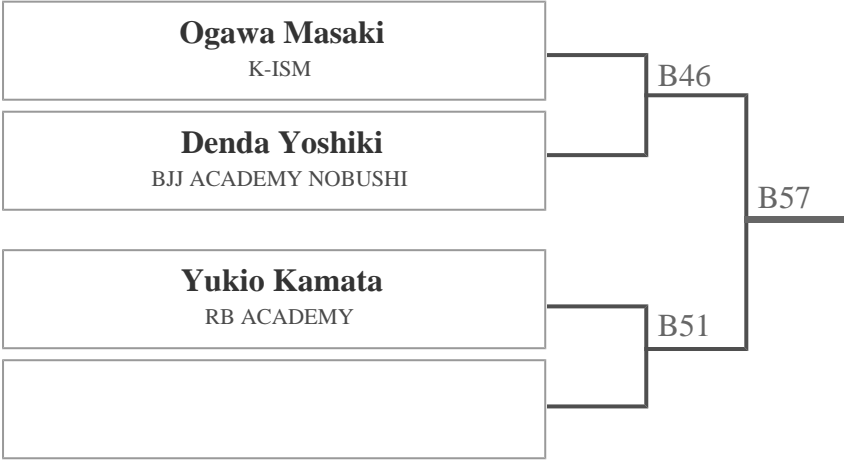 Ogawa Masaki
K-ISM
B46
Denda Yoshiki
BJJ ACADEMY NOBUSHI
B57
Yukio Kamata
RB ACADEMY
B51